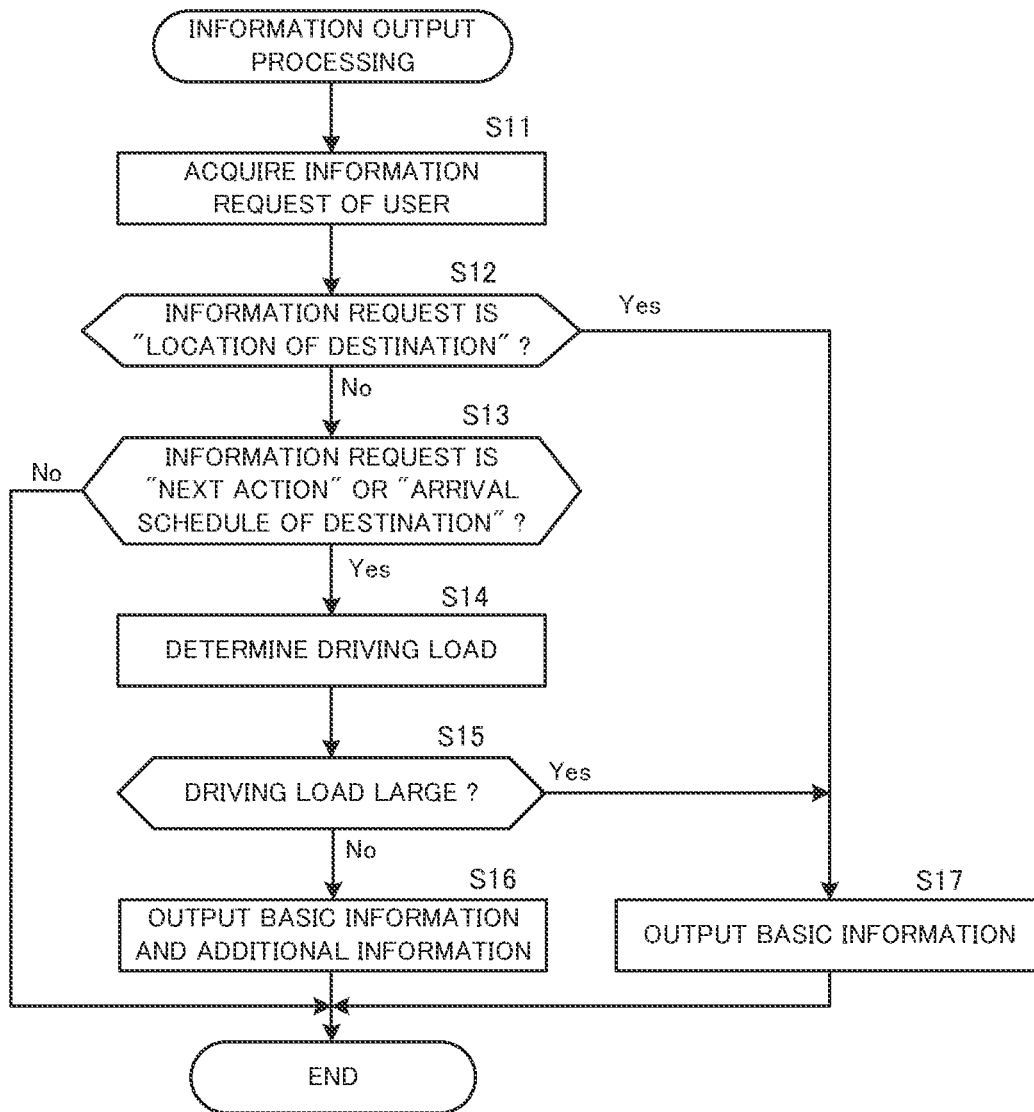 INFORMATION OUTPUT
PROCESSING
S11
ACQUIRE INFORMATION
REQUEST OF USER
S12
INFORMATION REQUEST IS
"LOCATION OF DESTINATION" ?
Yes
No
S13
INFORMATION REQUEST IS
"NEXT ACTION" OR "ARRIVAL
SCHEDULE OF DESTINATION" ?
No
Yes
S14
DETERMINE DRIVING LOAD
S15
DRIVING LOAD LARGE ?
Yes
No
S16
OUTPUT BASIC INFORMATION
AND ADDITIONAL INFORMATION
S17
OUTPUT BASIC INFORMATION
END